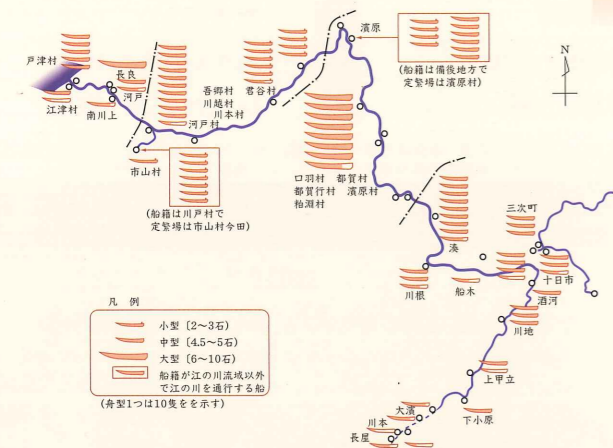 濱原
(船籍は備後地方で
定繋場は濱原村)
N
戸津村
長良
河戸
江津村
南川上
吾郷村 君谷村
川越村
川本村
河戸村
市山村
(船籍は川戸村で
定繋場は市山村今田)
口羽村 都賀村
都賀行村 濱原村
粕淵村
三次町
湊
十日市
川根
船木
酒河
川地
上甲立
下小原
大濱
川本
長屋
凡例
小型〔2〜3石〕
中型〔4.5〜5石〕
大型〔6〜10石〕
船籍が江の川流域以外
で江の川を通行する船
(舟型1つは10隻をを示す)